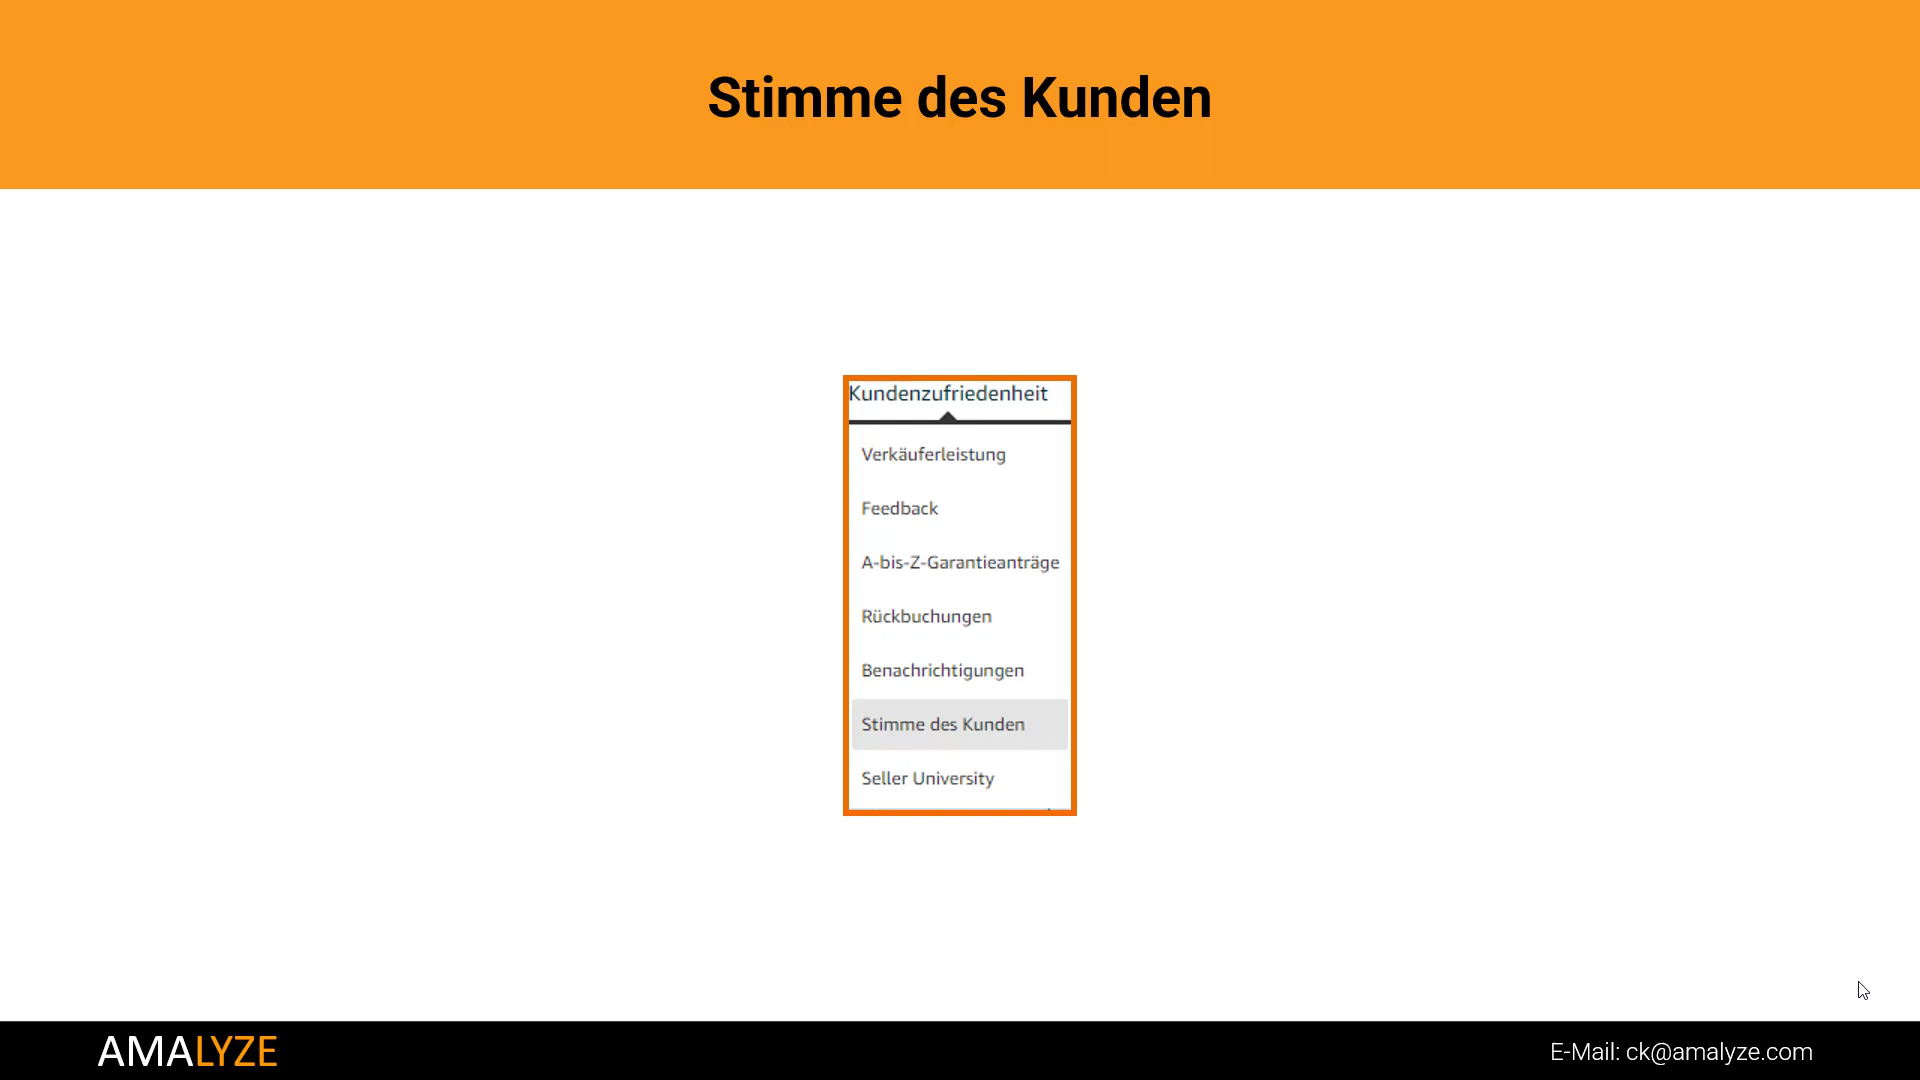 Stimme des Kunden
Kundenzufriedenheit
Verkäuferleistung
Feedback
A-bis-Z-Garantieanträge
Rückbuchungen
Benachrichtigungen
Stimme des Kunden
Seller University
AMALYZE
E-Mail: ck@amalyze.com